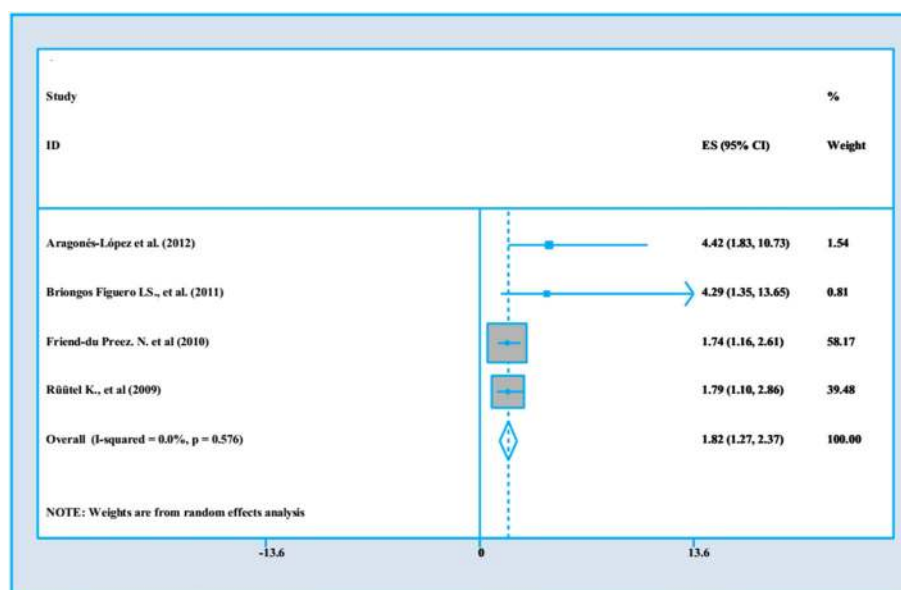 Study %
ID ES (95% CI) Weight
Aragonés-López et al. (2012) 4.42 (1.83, 10.73) 1.54
Briongos Figuero LS., et al. (2011) 4.29 (1.35, 13.65) 0.81
Friend-du Preez. N. et al (2010) 1.74 (1.16, 2.61) 58.17
Rüütel K., et al (2009) 1.79 (1.10, 2.86) 39.48
Overall (I-squared = 0.0%, p = 0.576) 1.82 (1.27, 2.37) 100.00
NOTE: Weights are from random effects analysis
-13.6 0 13.6